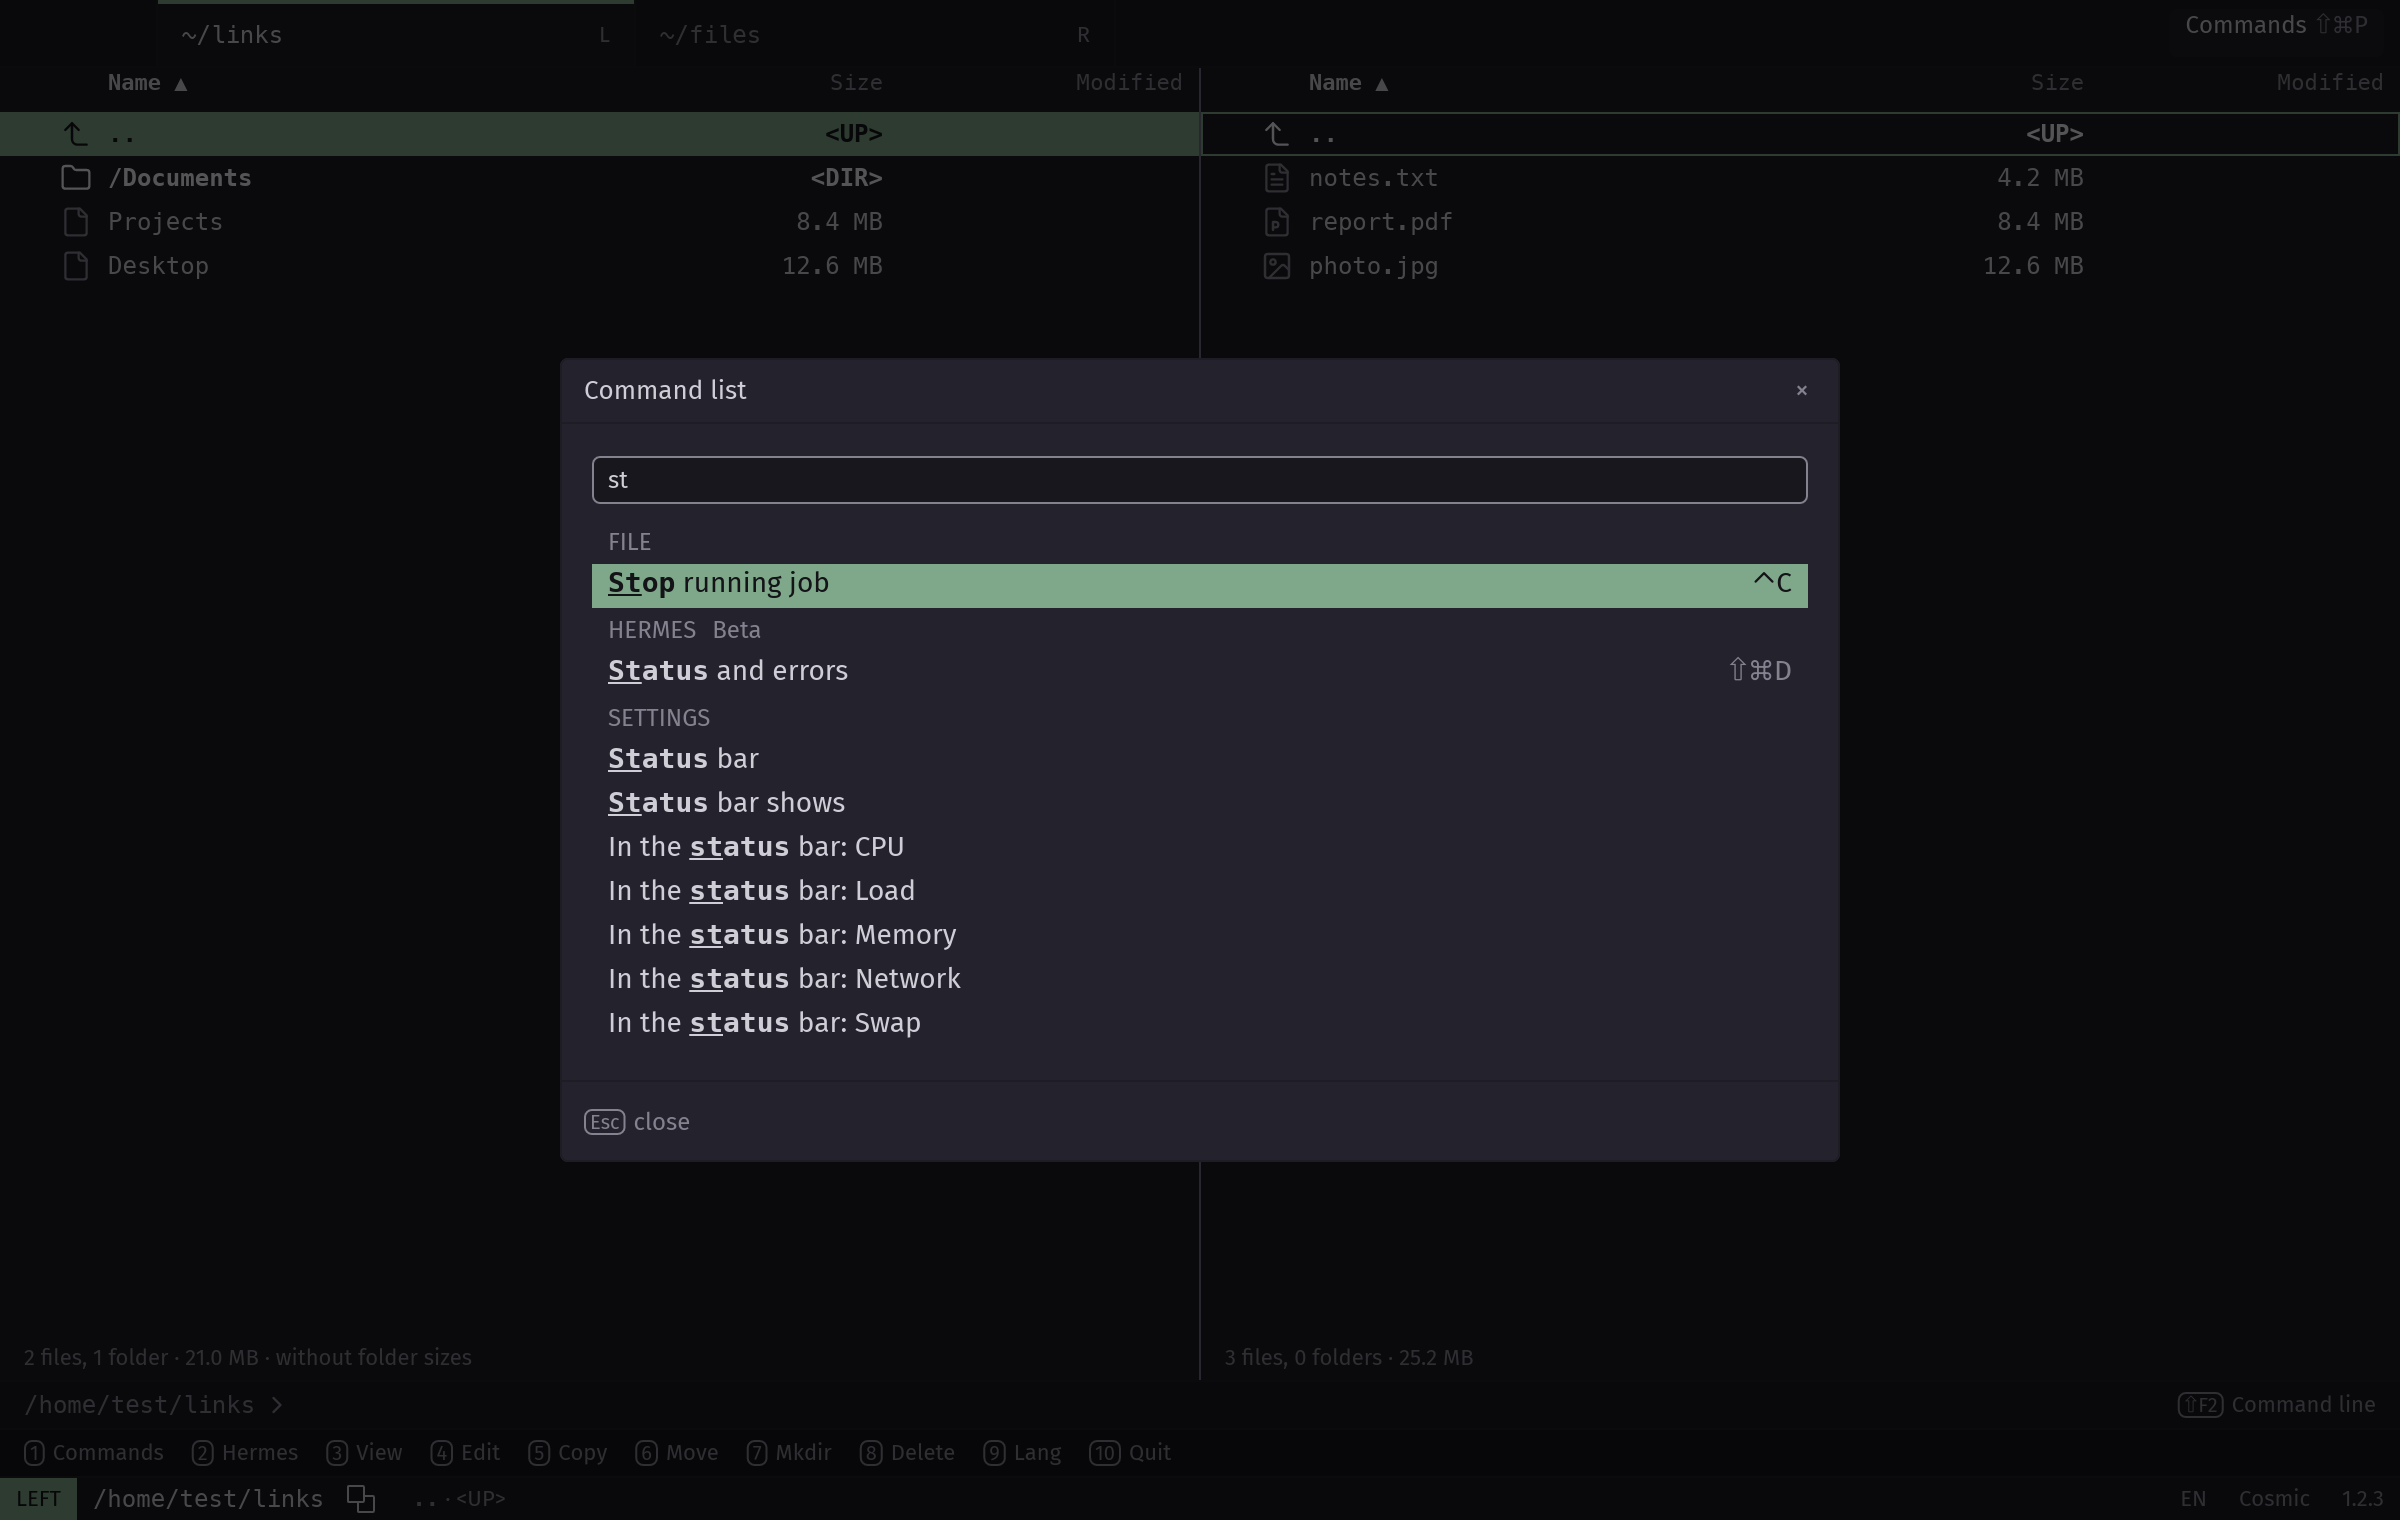 ~/links L ~/files R Commands ⇧⌘P
Name ▲ Size Modified Name ▲ Size Modified
.. <UP> .. <UP>
/Documents <DIR> notes.txt 4.2 MB
Projects 8.4 MB report.pdf 8.4 MB
Desktop 12.6 MB photo.jpg 12.6 MB
Command list ×
st
FILE
Stop running job ^C
HERMES Beta
Status and errors ⇧⌘D
SETTINGS
Status bar
Status bar shows
In the status bar: CPU
In the status bar: Load
In the status bar: Memory
In the status bar: Network
In the status bar: Swap
Esc close
2 files, 1 folder · 21.0 MB · without folder sizes 3 files, 0 folders · 25.2 MB
/home/test/links > ⇧F2 Command line
1 Commands 2 Hermes 3 View 4 Edit 5 Copy 6 Move 7 Mkdir 8 Delete 9 Lang 10 Quit
LEFT /home/test/links .. · <UP> EN Cosmic 1.2.3